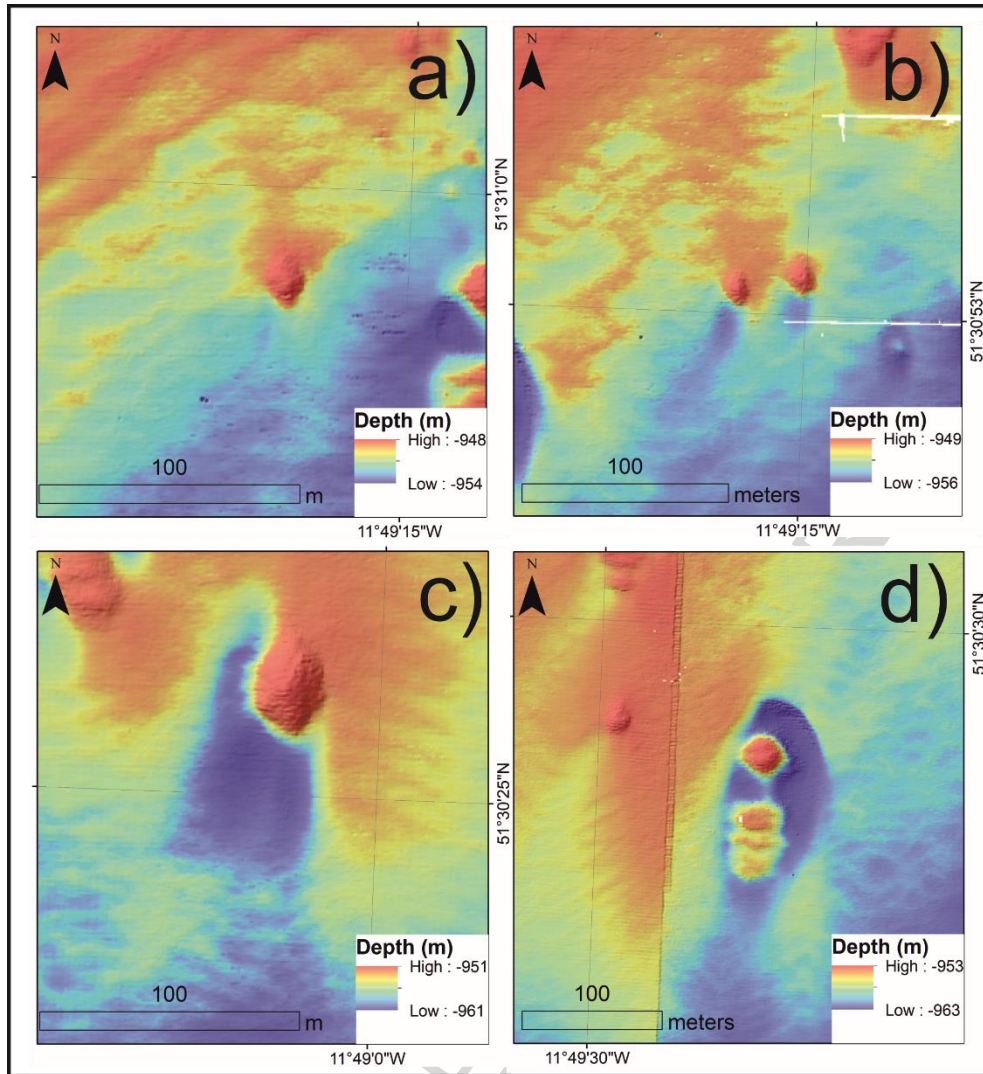 N
a)
51°31'0"N
Depth (m)
High : -948
Low : -954
100
m
11°49'15"W
N
b)
51°30'53"N
Depth (m)
High : -949
Low : -956
100
meters
11°49'15"W
N
c)
51°30'25"N
Depth (m)
High : -951
Low : -961
100
m
11°49'0"W
N
d)
51°30'30"N
Depth (m)
High : -953
Low : -963
100
meters
11°49'30"W